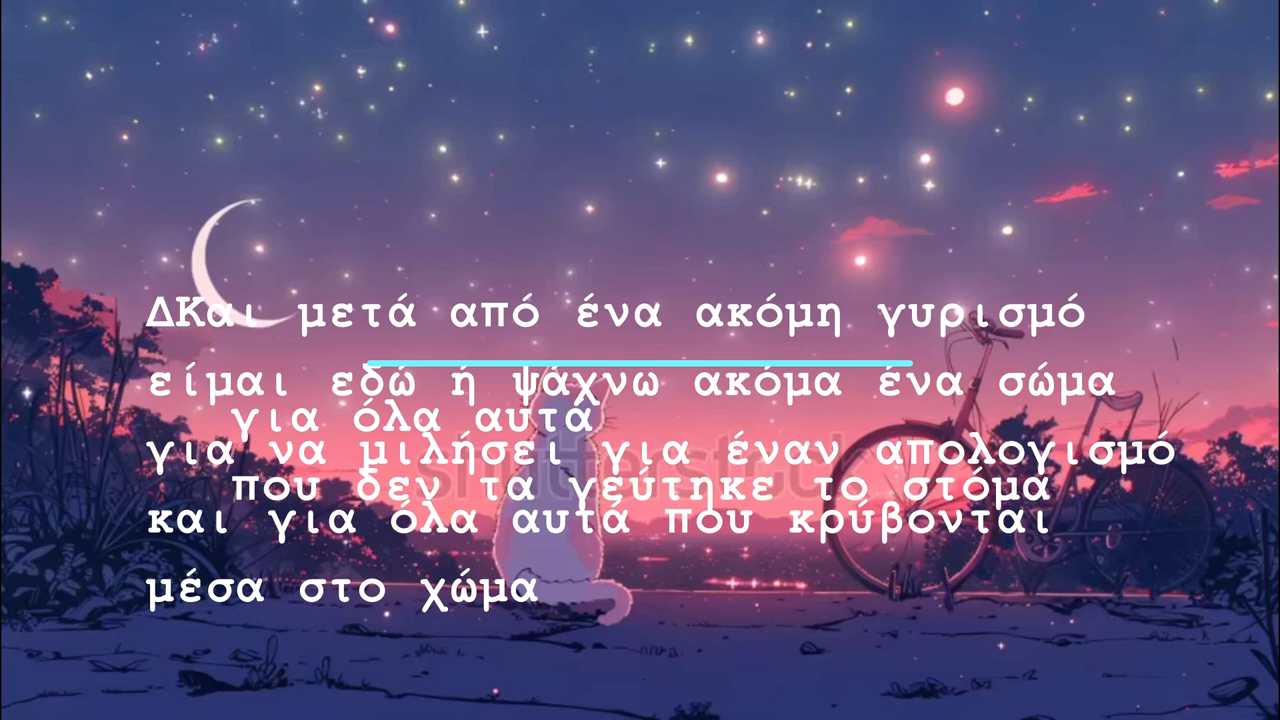 ΔΚαι μετά από ένα ακόμη γυρισμό
είμαι εδώ ή ψάχνω ακόμα ένα σώμα
για όλα αυτά
για να μιλήσει για έναν απολογισμό
που δεν τα γεύτηκε το στόμα
και για όλα αυτά που κρύβονται
μέσα στο χώμα